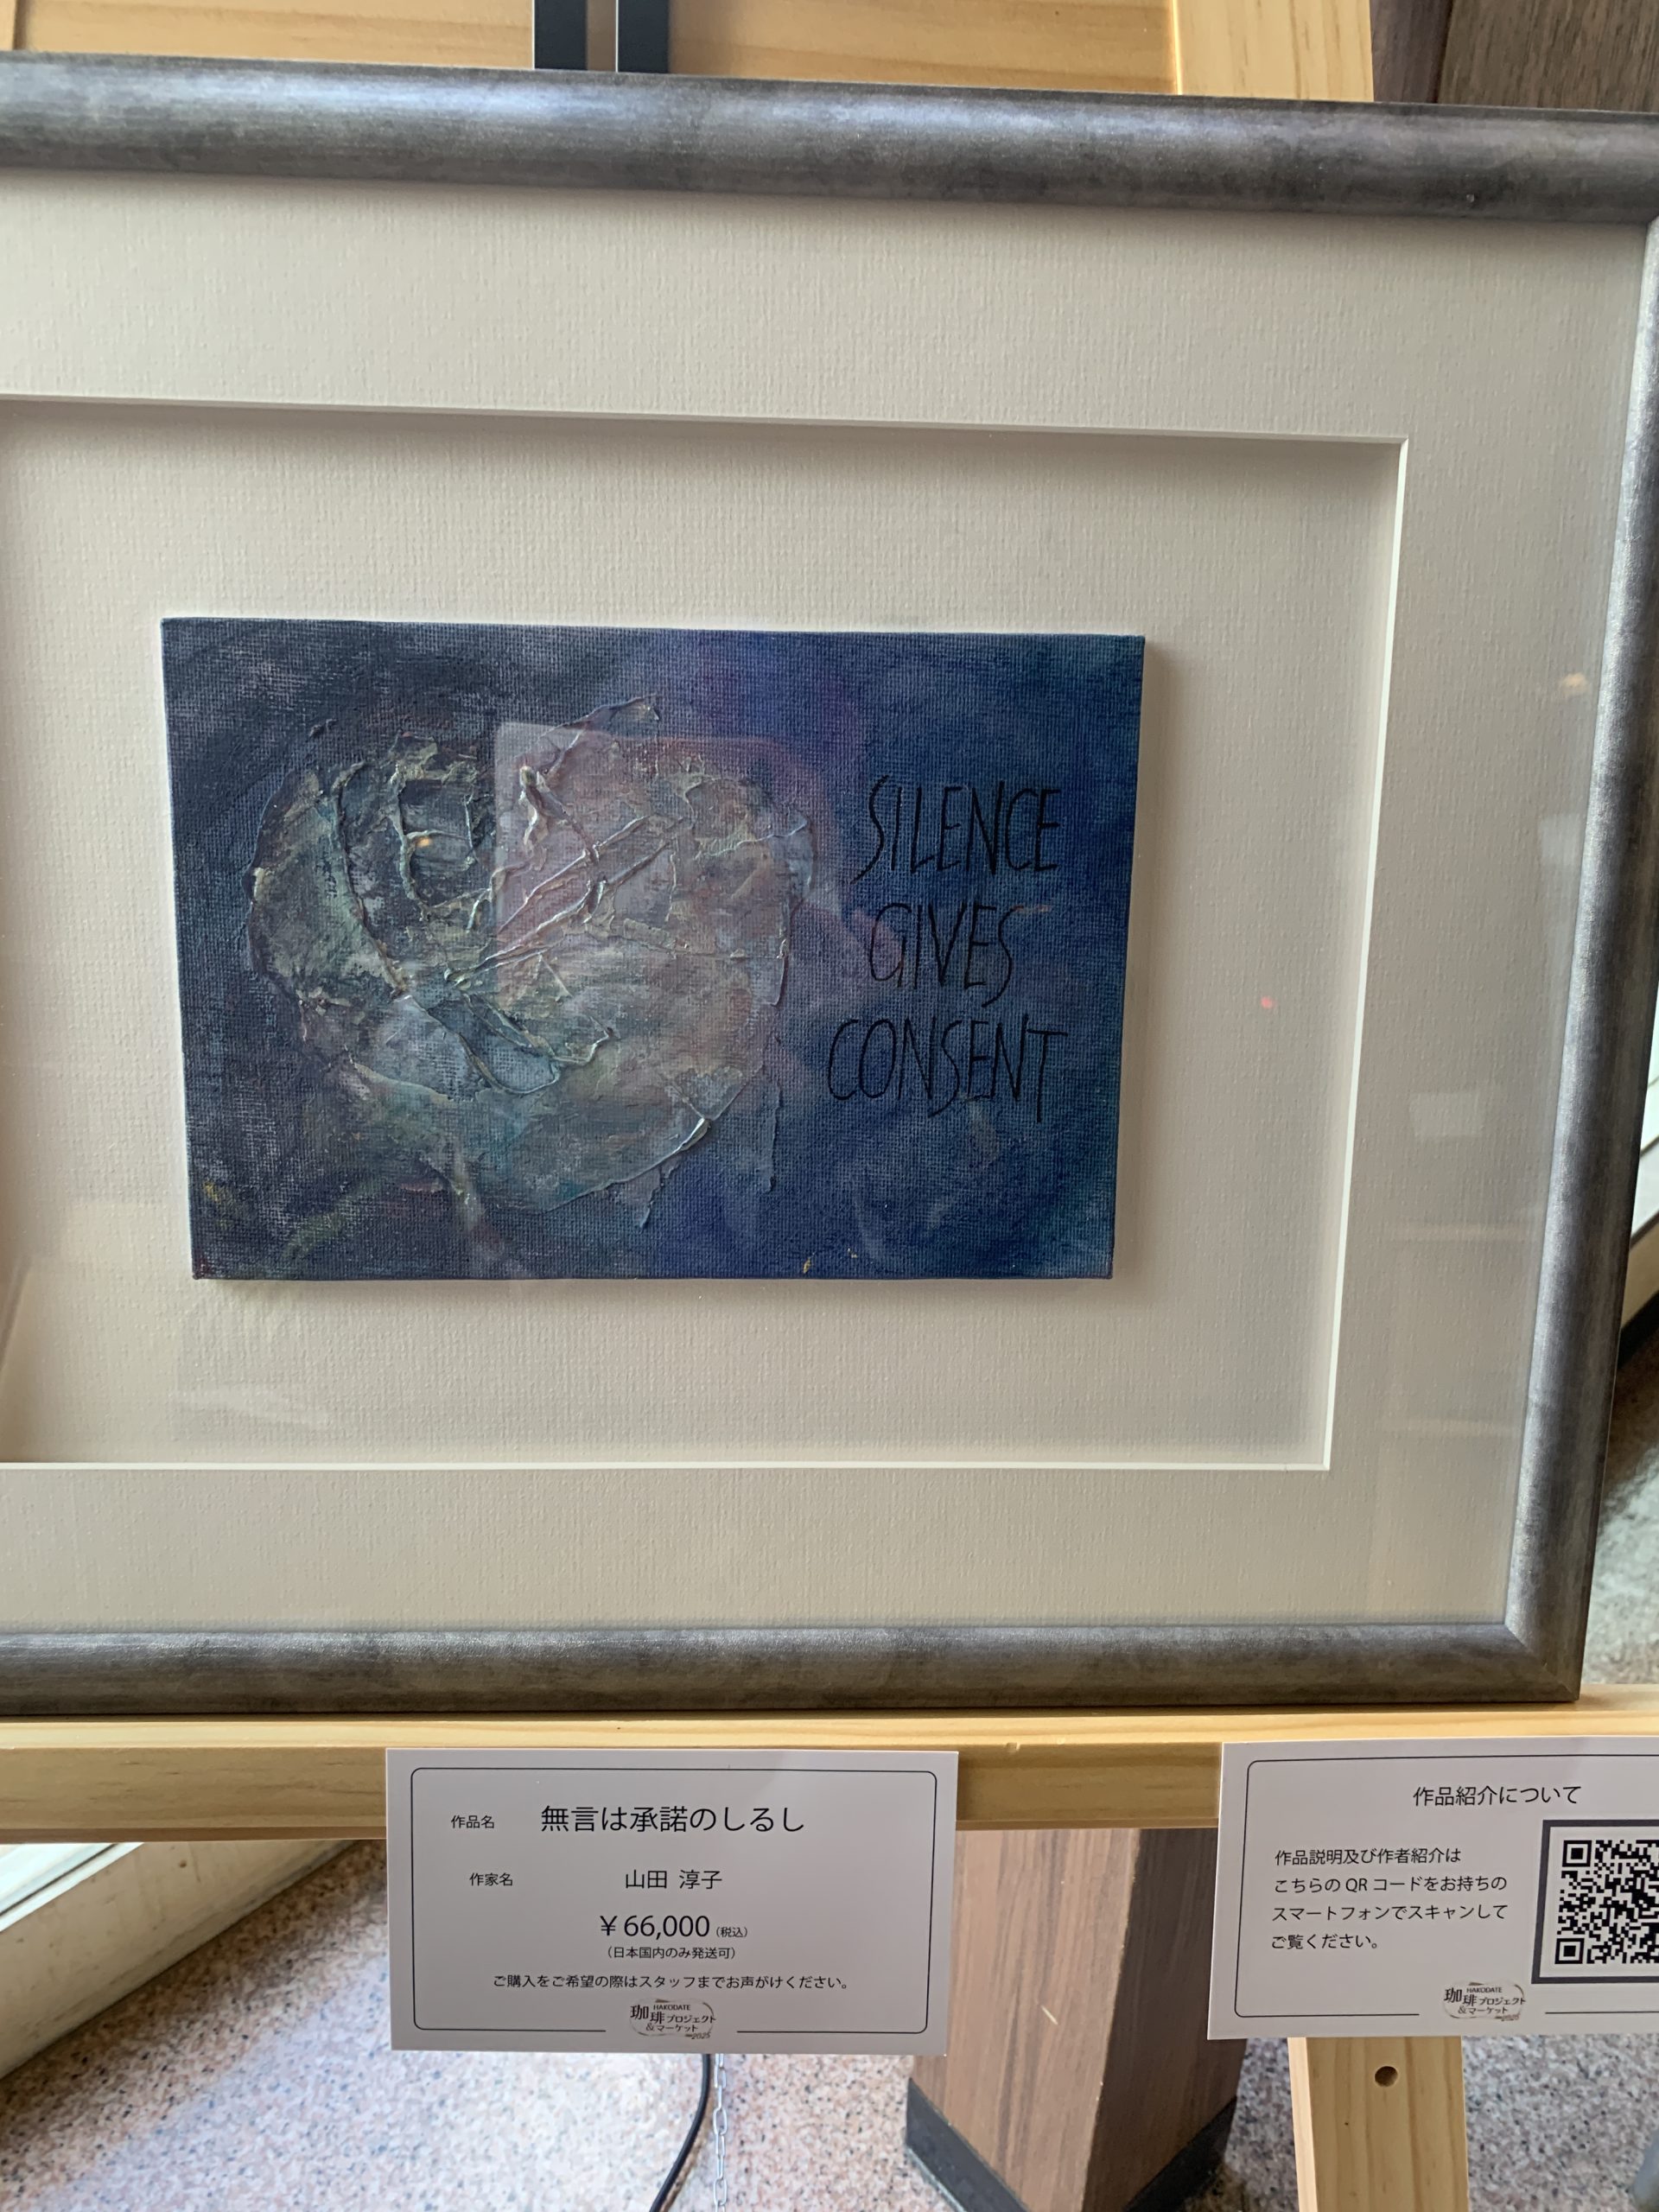 SILENCE
GIVES
CONSENT
作品名 無言は承諾のしるし
作家名 山田 淳子
¥66,000(税込)
(日本国内のみ発送可)
ご購入をご希望の際はスタッフまでお声がけください。
HAKODATE
珈琲プロジェクト
&マーケット
2025
作品紹介について
作品説明及び作者紹介は
こちらの QR コードをお持ちの
スマートフォンでスキャンして
ご覧ください。
HAKODATE
珈琲プロジェクト
&マーケット
2025